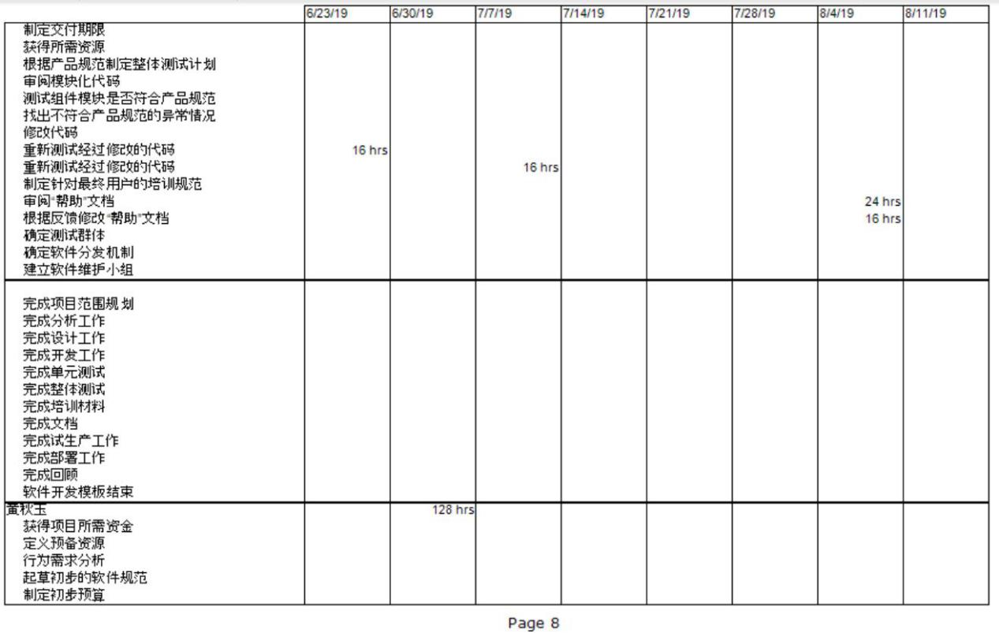 6/23/19 6/30/19 7/7/19 7/14/19 7/21/19 7/28/19 8/4/19 8/11/19
制定交付期限
获得所需资源
根据产品规范制定整体测试计划
审阅模块化代码
测试组件模块是否符合产品规范
找出不符合产品规范的异常情况
修改代码
重新测试经过修改的代码 16 hrs
重新测试经过修改的代码 16 hrs
制定针对最终用户的培训规范
审阅“帮助”文档 24 hrs
根据反馈修改“帮助”文档 16 hrs
确定测试群体
确定软件分发机制
建立软件维护小组
完成项目范围规划
完成分析工作
完成设计工作
完成开发工作
完成单元测试
完成整体测试
完成培训材料
完成文档
完成试生产工作
完成部署工作
完成回顾
软件开发模板结束
黄秋玉 128 hrs
获得项目所需资金
定义预备资源
行为需求分析
起草初步的软件规范
制定初步预算
Page 8